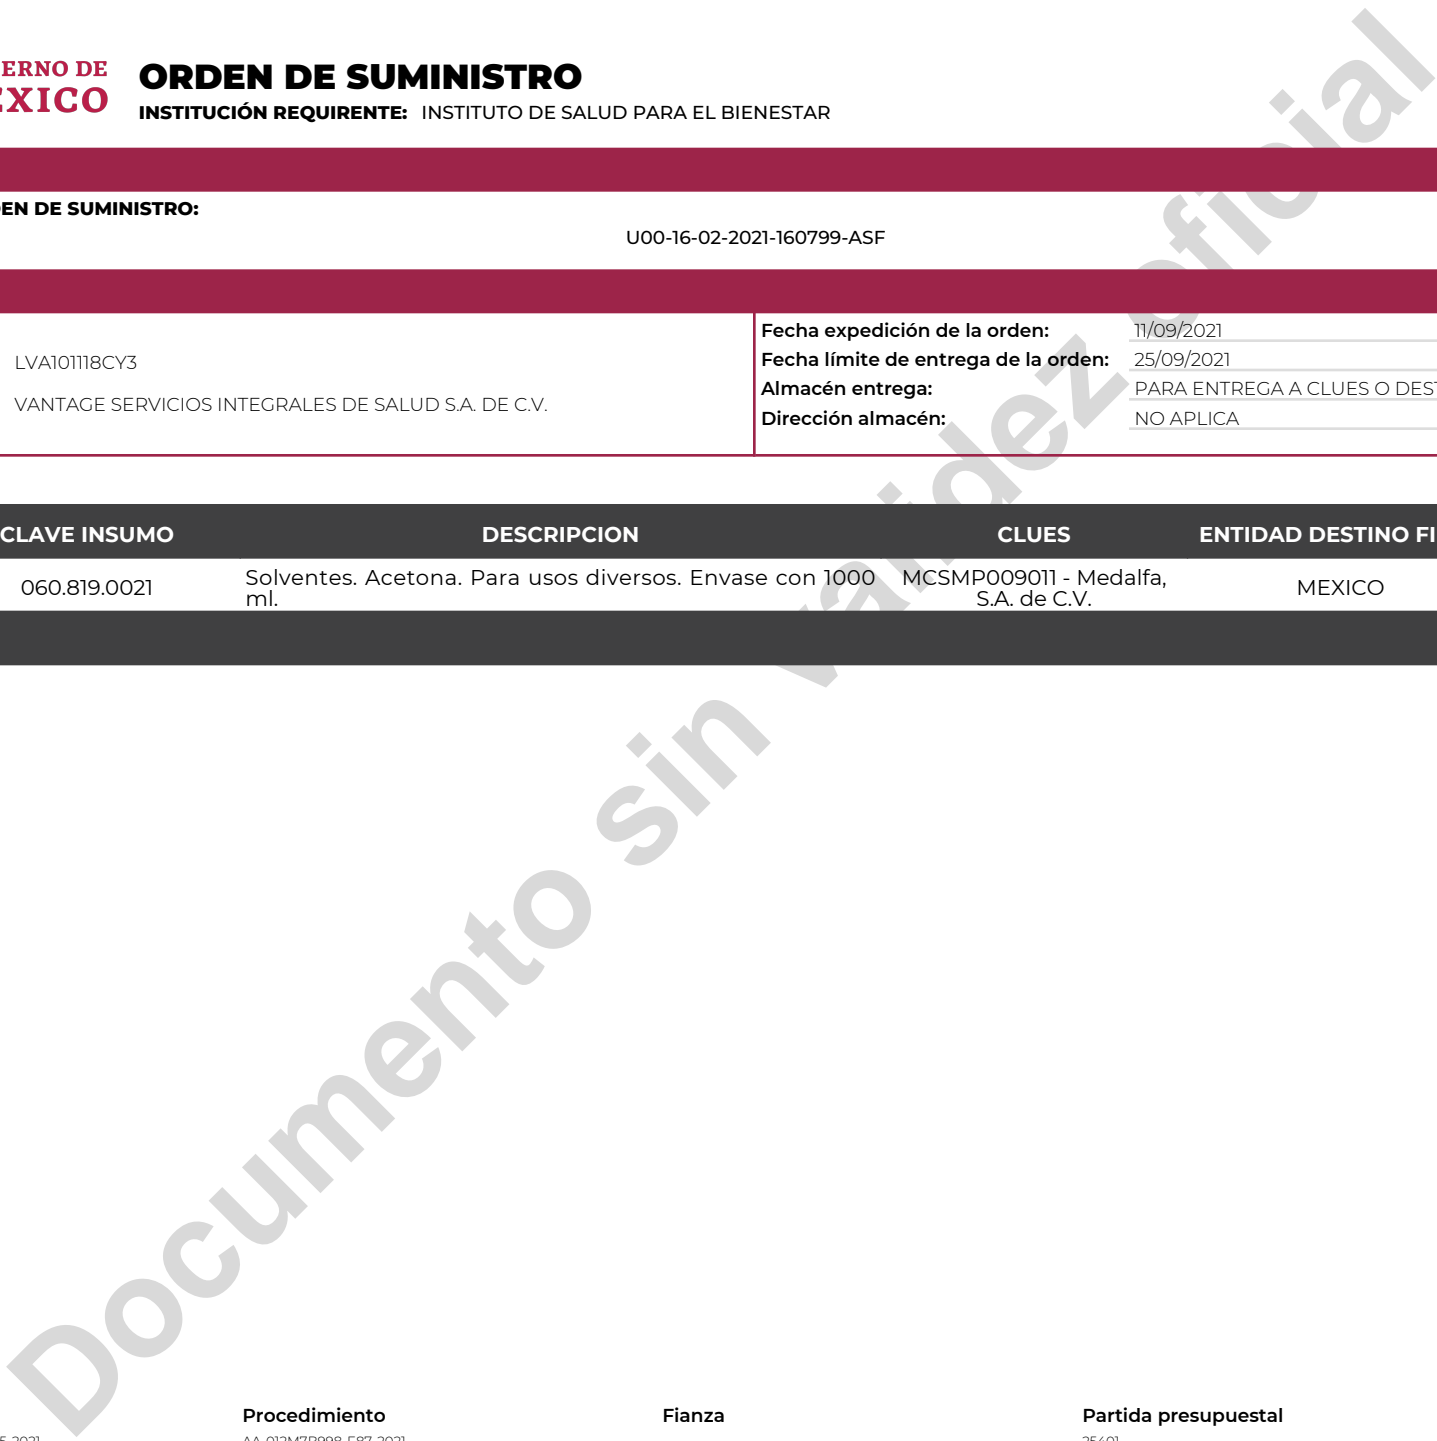 ERNO DE
EXICO
ORDEN DE SUMINISTRO
INSTITUCIÓN REQUIRENTE: INSTITUTO DE SALUD PARA EL BIENESTAR
EN DE SUMINISTRO:
U00-16-02-2021-160799-ASF
LVA101118CY3
VANTAGE SERVICIOS INTEGRALES DE SALUD S.A. DE C.V.
Fecha expedición de la orden: 11/09/2021
Fecha límite de entrega de la orden: 25/09/2021
Almacén entrega: PARA ENTREGA A CLUES O DEST
Dirección almacén: NO APLICA
CLAVE INSUMO DESCRIPCION CLUES ENTIDAD DESTINO FI
060.819.0021 Solventes. Acetona. Para usos diversos. Envase con 1000 ml. MCSMP009011 - Medalfa, S.A. de C.V. MEXICO
Documento sin validez oficial
Procedimiento Fianza Partida presupuestal